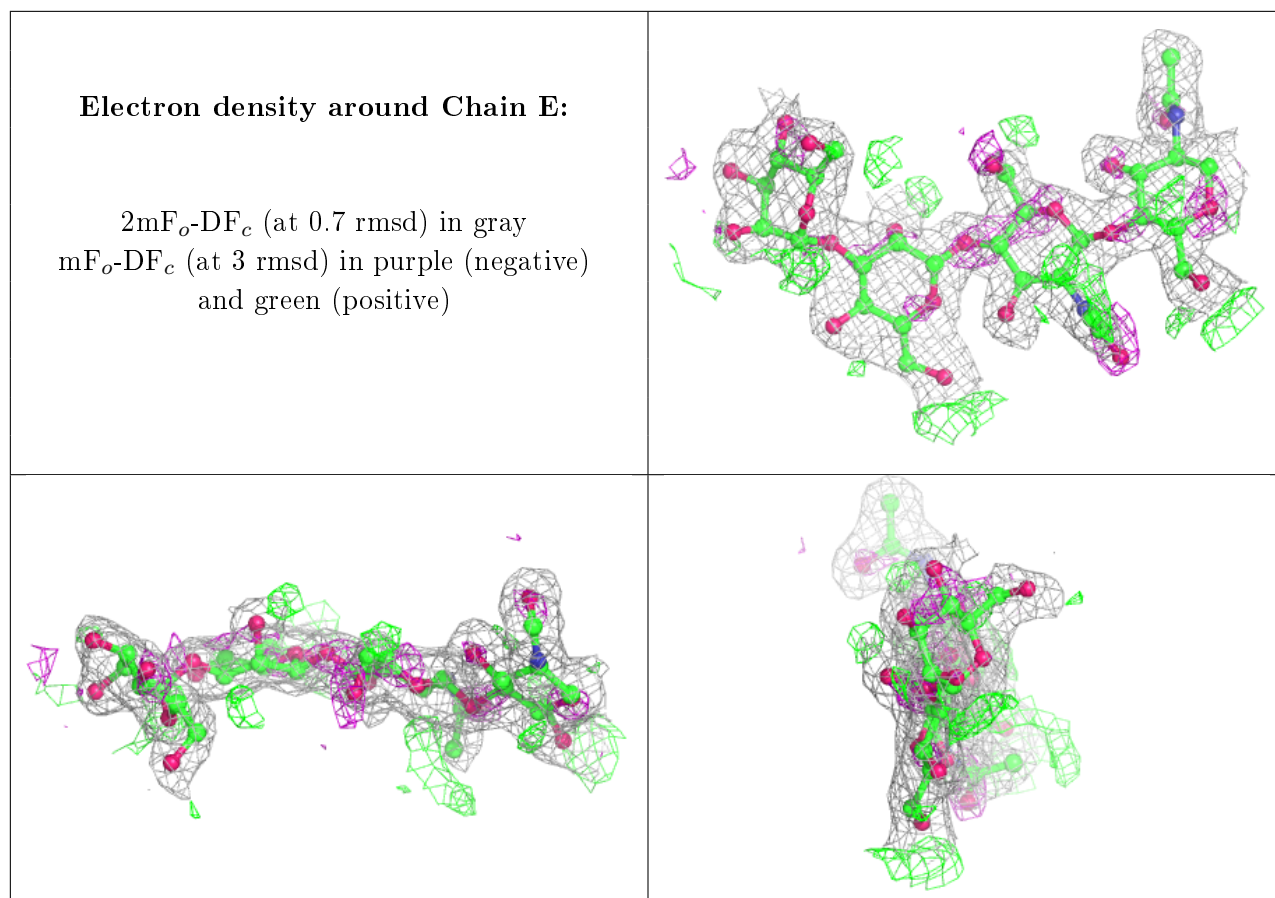 Electron density around Chain E:
2mFₒ-DF𝒸 (at 0.7 rmsd) in gray
mFₒ-DF𝒸 (at 3 rmsd) in purple (negative)
and green (positive)